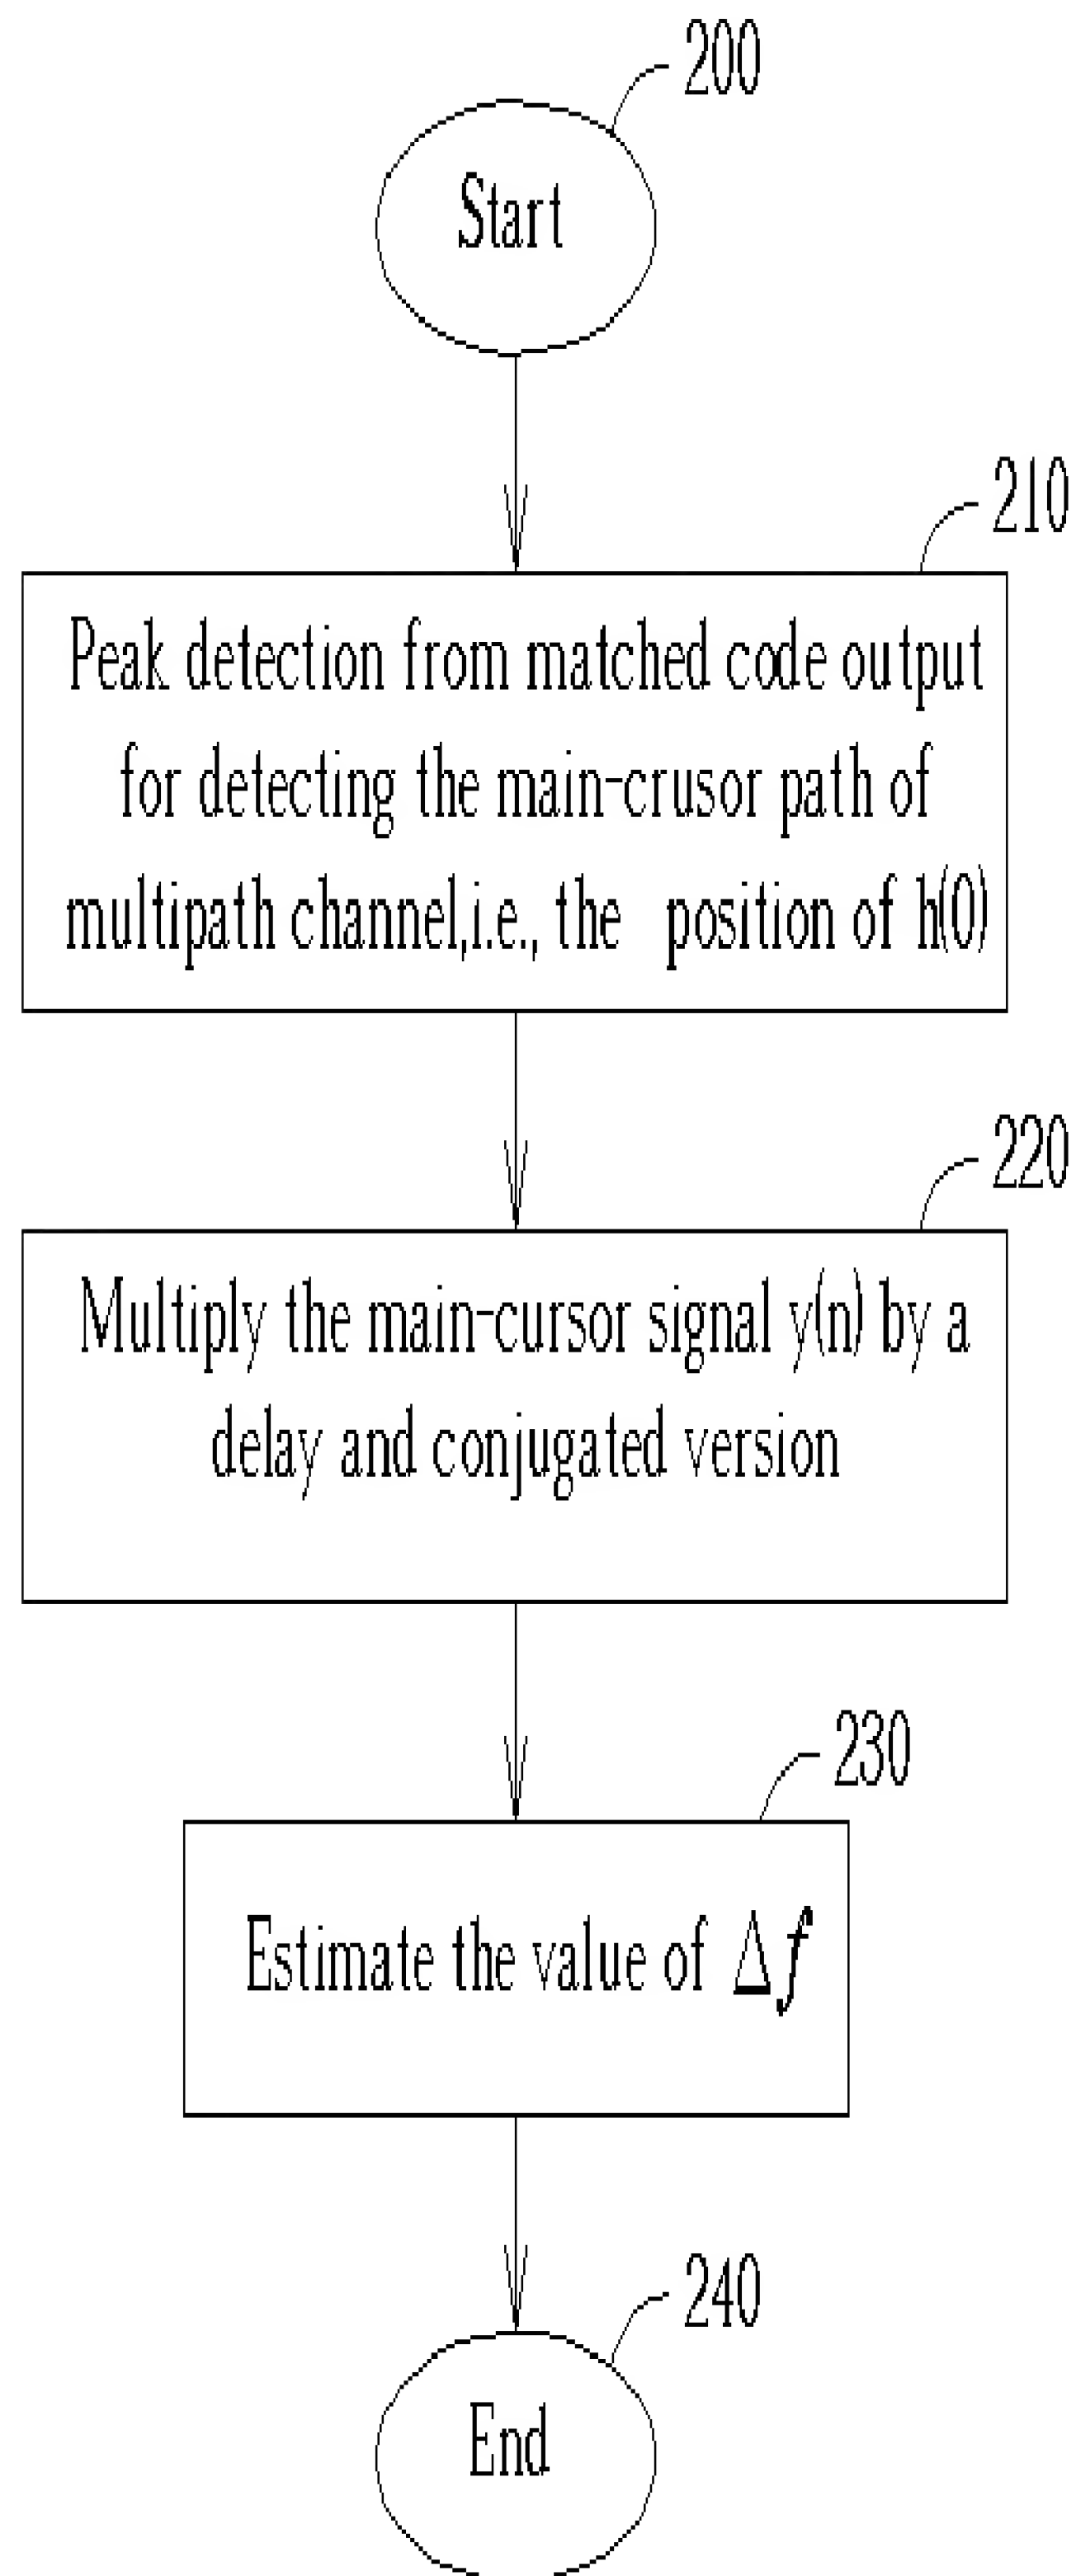 200
Start
210
Peak detection from matched code output
for detecting the main-crusor path of
multipath channel,i.e., the position of h(0)
220
Multiply the main-cursor signal y(n) by a
delay and conjugated version
230
Estimate the value of Δf
240
End